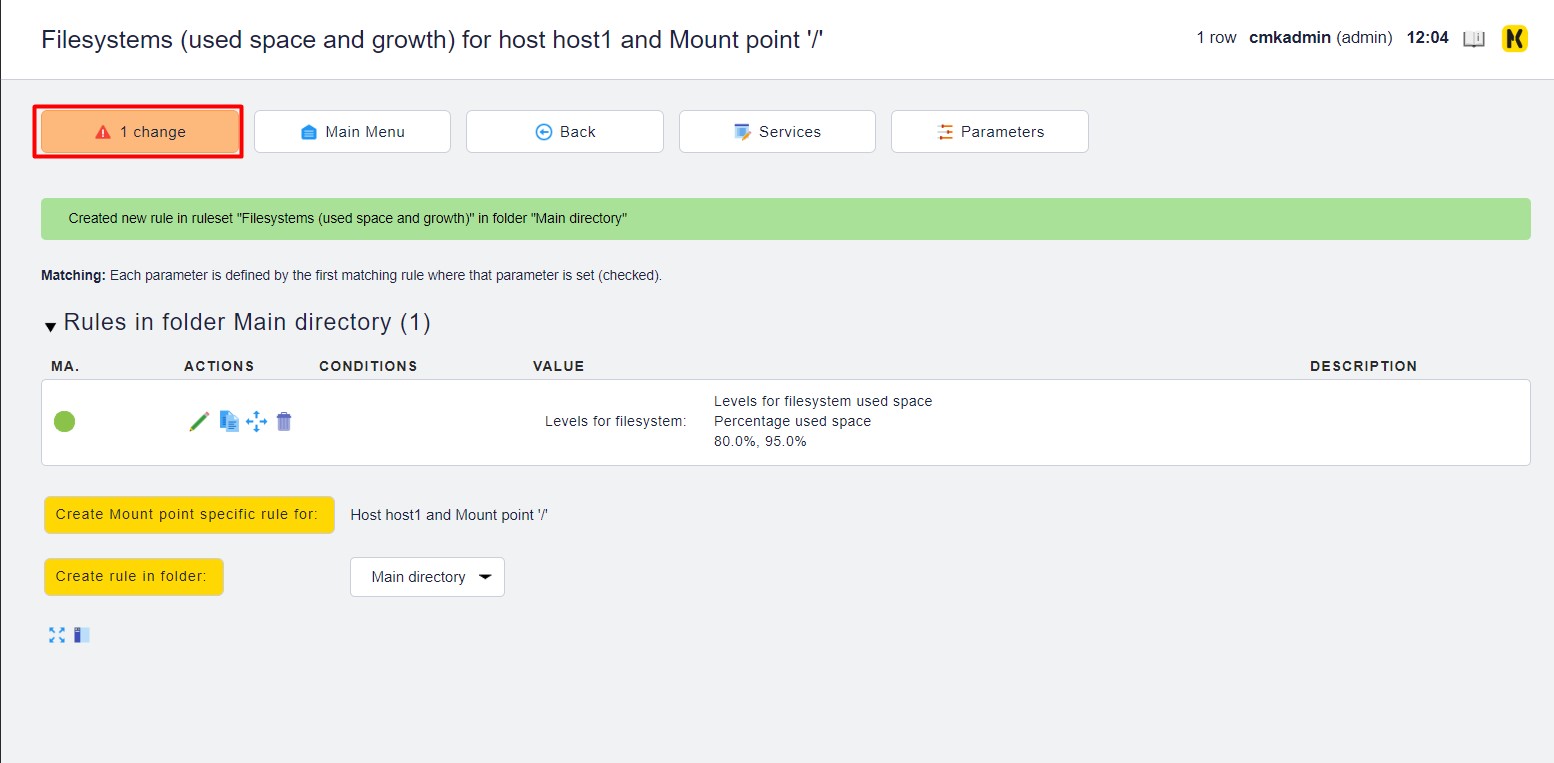 Filesystems (used space and growth) for host host1 and Mount point '/'
1 row cmkadmin (admin) 12:04
1 change
Main Menu
Back
Services
Parameters
Created new rule in ruleset "Filesystems (used space and growth)" in folder "Main directory"
Matching: Each parameter is defined by the first matching rule where that parameter is set (checked).
Rules in folder Main directory (1)
MA. ACTIONS CONDITIONS VALUE DESCRIPTION
Levels for filesystem:
Levels for filesystem used space
Percentage used space
80.0%, 95.0%
Create Mount point specific rule for: Host host1 and Mount point '/'
Create rule in folder: Main directory